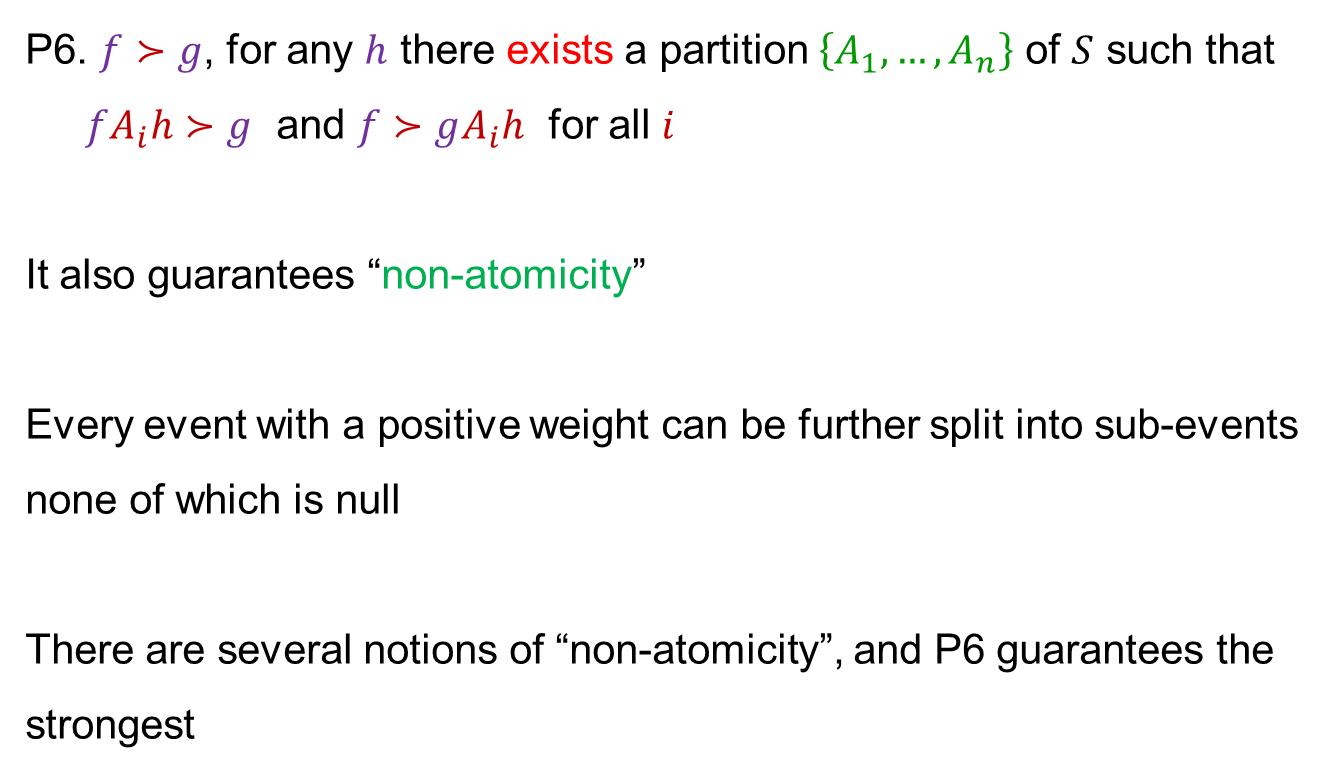 P6. f ≻ g, for any h there exists a partition {A₁, …, Aₙ} of S such that
fAᵢh ≻ g and f ≻ gAᵢh for all i
It also guarantees “non-atomicity”
Every event with a positive weight can be further split into sub-events
none of which is null
There are several notions of “non-atomicity”, and P6 guarantees the
strongest